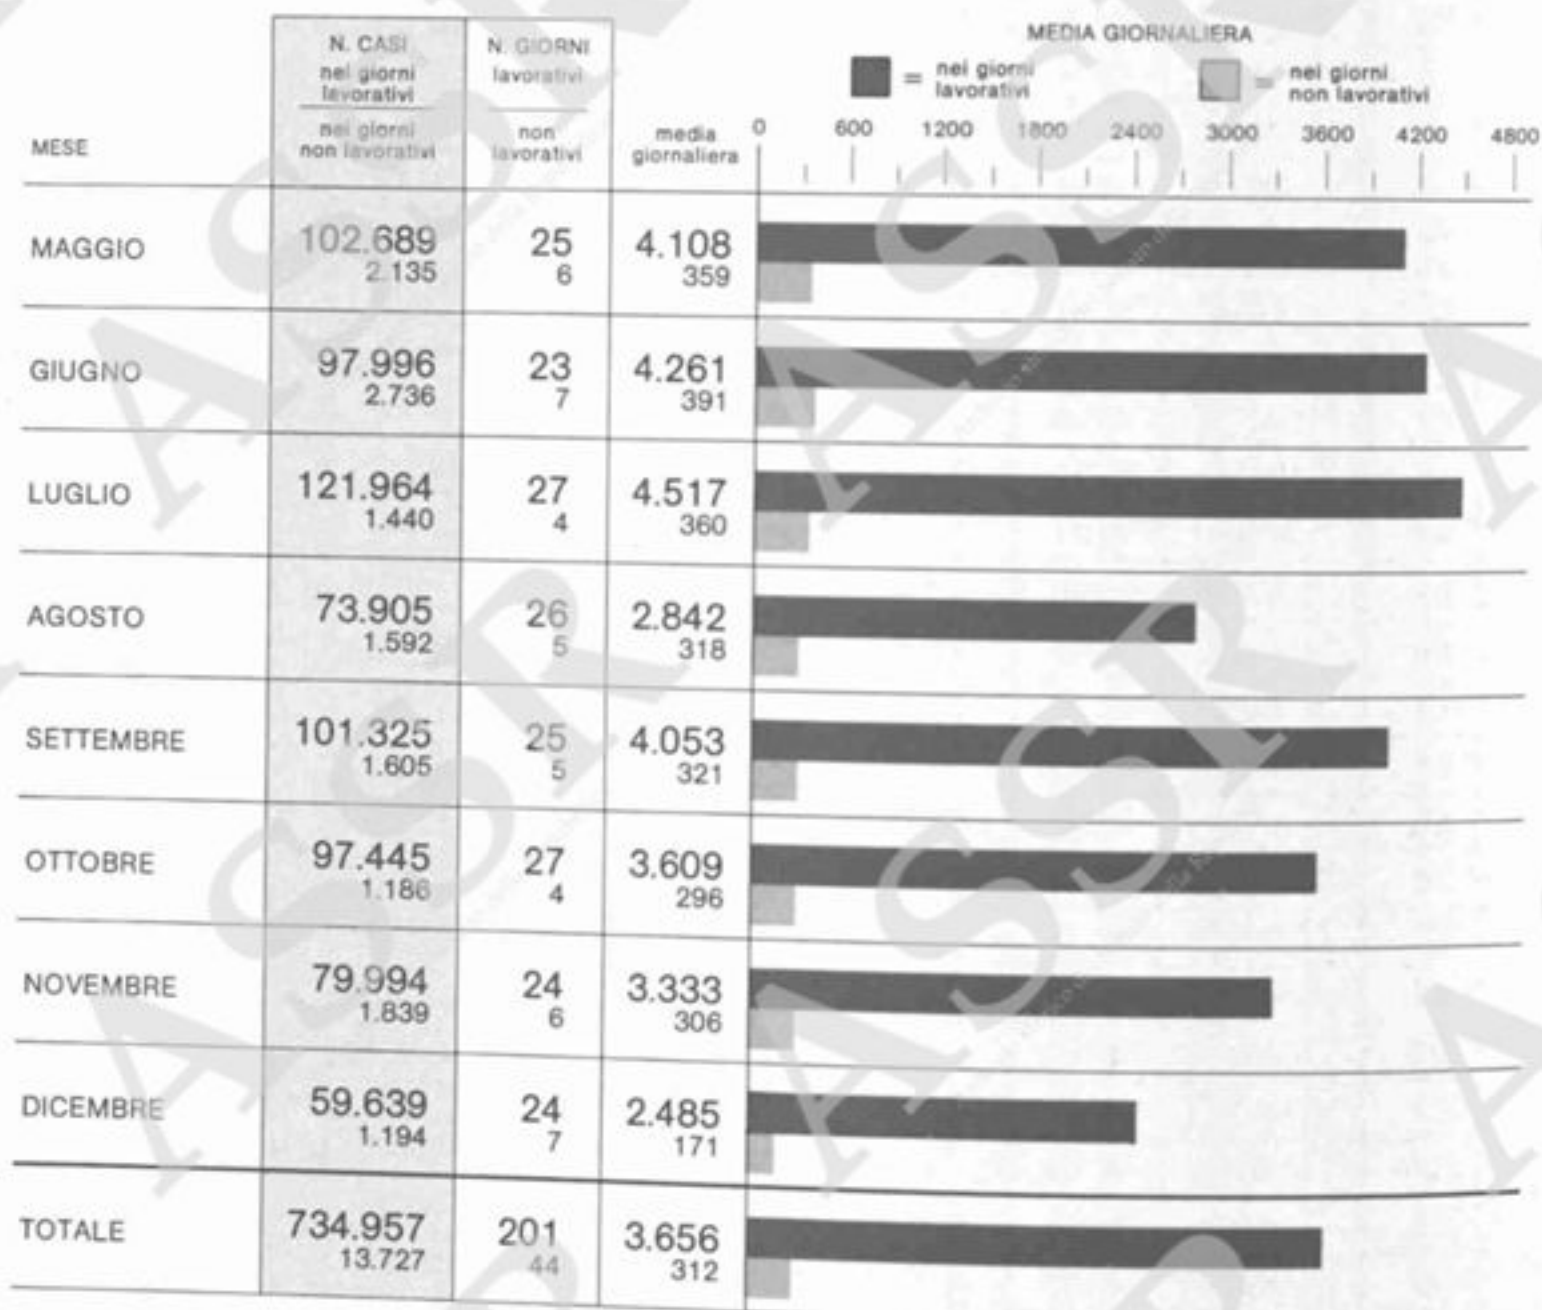 N. CASI
nei giorni
lavorativi
nei giorni
non lavorativi
N. GIORNI
lavorativi
non
lavorativi
MESE
media
giornaliera
MEDIA GIORNALIERA
= nei giorni
lavorativi
= nei giorni
non lavorativi
0 600 1200 1800 2400 3000 3600 4200 4800
MAGGIO 102.689 25 4.108
2.135 6 359
GIUGNO 97.996 23 4.261
2.736 7 391
LUGLIO 121.964 27 4.517
1.440 4 360
AGOSTO 73.905 26 2.842
1.592 5 318
SETTEMBRE 101.325 25 4.053
1.605 5 321
OTTOBRE 97.445 27 3.609
1.186 4 296
NOVEMBRE 79.994 24 3.333
1.839 6 306
DICEMBRE 59.639 24 2.485
1.194 7 171
TOTALE 734.957 201 3.656
13.727 44 312
ASSR
ASSR
ASSR
ASSR